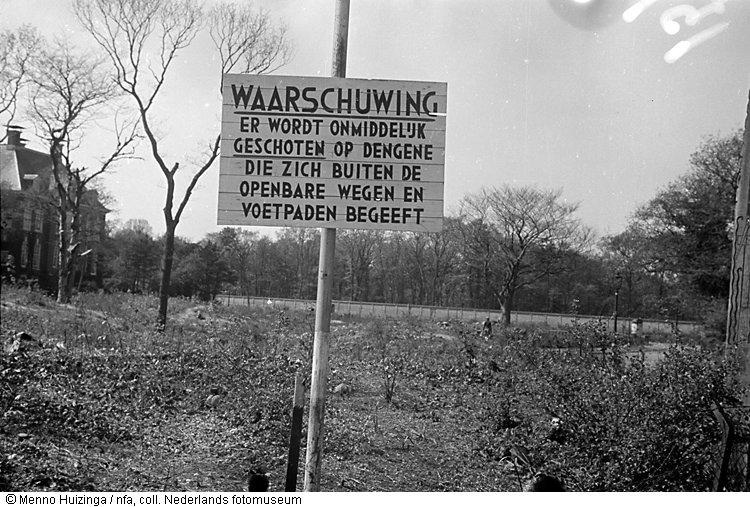 WAARSCHUWING
ER WORDT ONMIDDELIJK
GESCHOTEN OP DENGENE
DIE ZICH BUITEN DE
OPENBARE WEGEN EN
VOETPADEN BEGEEFT
© Menno Huizinga / nfa, coll. Nederlands fotomuseum